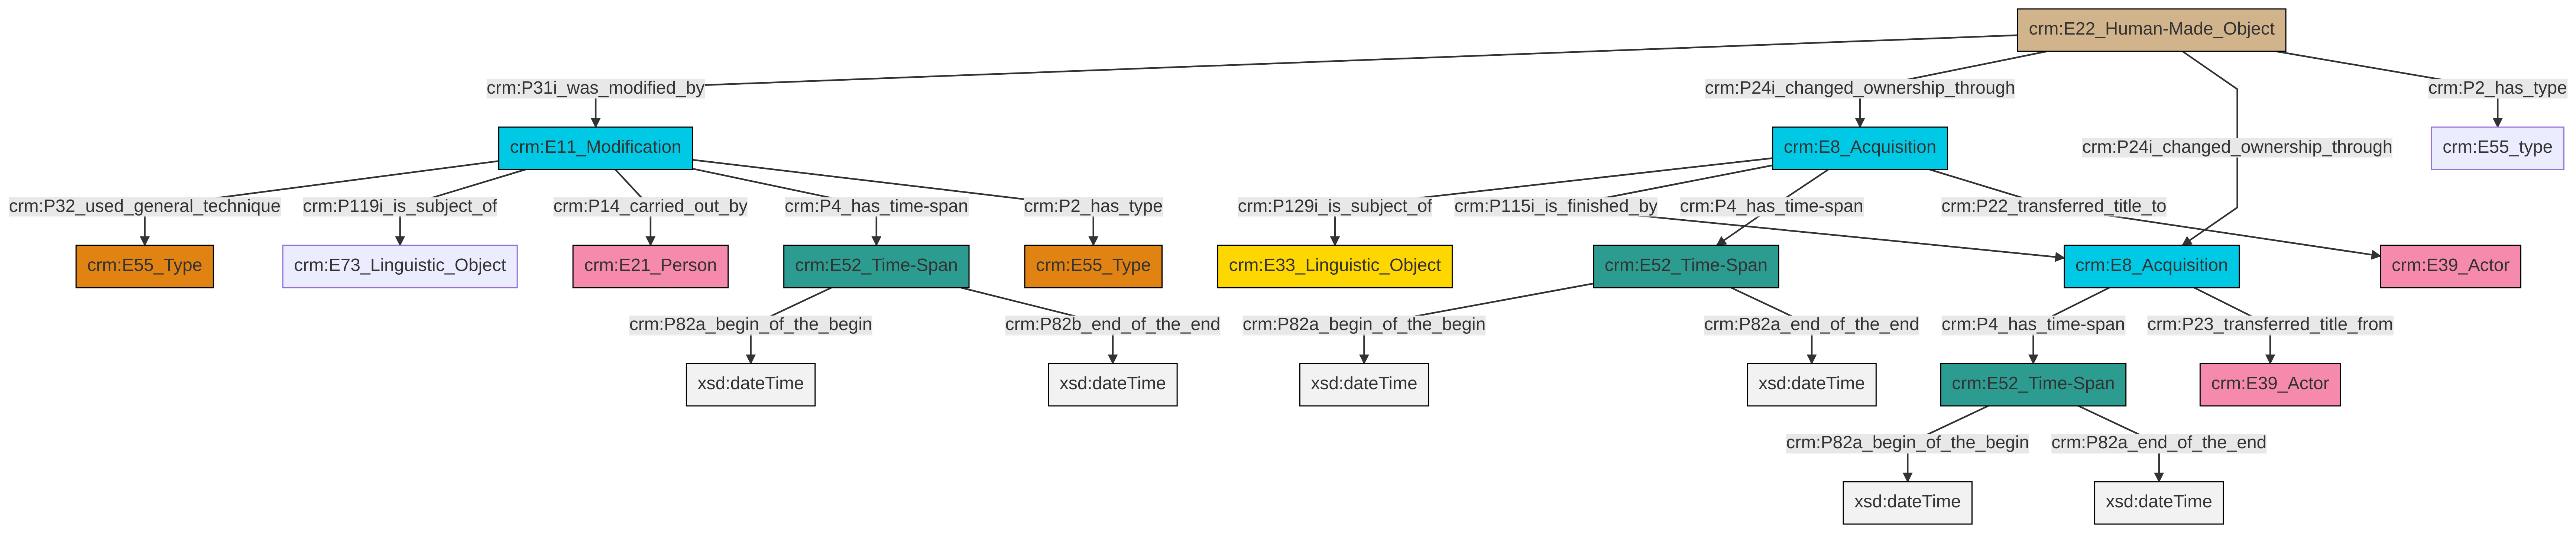 crm:E22_Human-Made_Object
crm:P31i_was_modified_by
crm:P24i_changed_ownership_through
crm:P2_has_type
crm:E11_Modification
crm:E8_Acquisition
crm:P24i_changed_ownership_through
crm:E55_type
crm:P32_used_general_technique
crm:P119i_is_subject_of
crm:P14_carried_out_by
crm:P4_has_time-span
crm:P2_has_type
crm:P129i_is_subject_of
crm:P115i_is_finished_by
crm:P4_has_time-span
crm:P22_transferred_title_to
crm:E55_Type
crm:E73_Linguistic_Object
crm:E21_Person
crm:E52_Time-Span
crm:E55_Type
crm:E33_Linguistic_Object
crm:E52_Time-Span
crm:E8_Acquisition
crm:E39_Actor
crm:P82a_begin_of_the_begin
crm:P82b_end_of_the_end
crm:P82a_begin_of_the_begin
crm:P82a_end_of_the_end
crm:P4_has_time-span
crm:P23_transferred_title_from
xsd:dateTime
xsd:dateTime
xsd:dateTime
xsd:dateTime
crm:E52_Time-Span
crm:E39_Actor
crm:P82a_begin_of_the_begin
crm:P82a_end_of_the_end
xsd:dateTime
xsd:dateTime